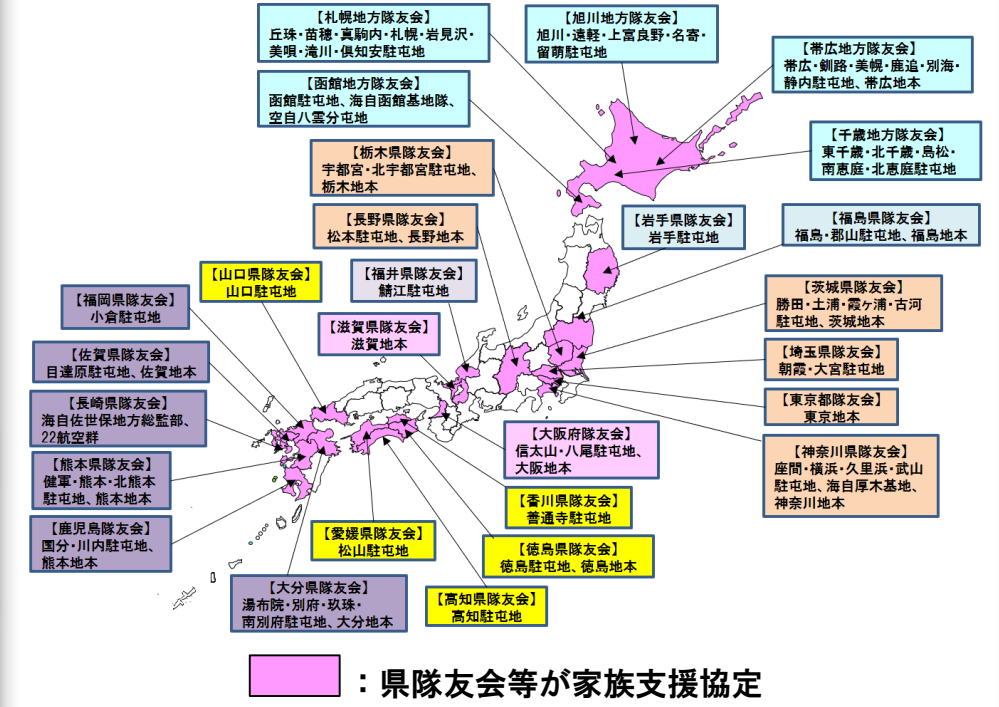 【札幌地方隊友会】
丘珠・苗穂・真駒内・札幌・岩見沢・
美唄・滝川・倶知安駐屯地
【旭川地方隊友会】
旭川・遠軽・上富良野・名寄・
留萌駐屯地
【帯広地方隊友会】
帯広・釧路・美幌・鹿追・別海・
静内駐屯地、帯広地本
【函館地方隊友会】
函館駐屯地、海自函館基地隊、
空自八雲分屯地
【千歳地方隊友会】
東千歳・北千歳・島松・
南恵庭・北恵庭駐屯地
【栃木県隊友会】
宇都宮・北宇都宮駐屯地、
栃木地本
【長野県隊友会】
松本駐屯地、長野地本
【岩手県隊友会】
岩手駐屯地
【福島県隊友会】
福島・郡山駐屯地、福島地本
【山口県隊友会】
山口駐屯地
【福井県隊友会】
鯖江駐屯地
【茨城県隊友会】
勝田・土浦・霞ヶ浦・古河
駐屯地、茨城地本
【福岡県隊友会】
小倉駐屯地
【滋賀県隊友会】
滋賀地本
【埼玉県隊友会】
朝霞・大宮駐屯地
【佐賀県隊友会】
目達原駐屯地、佐賀地本
【東京都隊友会】
東京地本
【長崎県隊友会】
海自佐世保地方総監部、
22航空群
【大阪府隊友会】
信太山・八尾駐屯地、
大阪地本
【神奈川県隊友会】
座間・横浜・久里浜・武山
駐屯地、海自厚木基地、
神奈川地本
【熊本県隊友会】
健軍・熊本・北熊本
駐屯地、熊本地本
【香川県隊友会】
善通寺駐屯地
【鹿児島隊友会】
国分・川内駐屯地、
熊本地本
【愛媛県隊友会】
松山駐屯地
【徳島県隊友会】
徳島駐屯地、徳島地本
【大分県隊友会】
湯布院・別府・玖珠・
南別府駐屯地、大分地本
【高知県隊友会】
高知駐屯地
：県隊友会等が家族支援協定